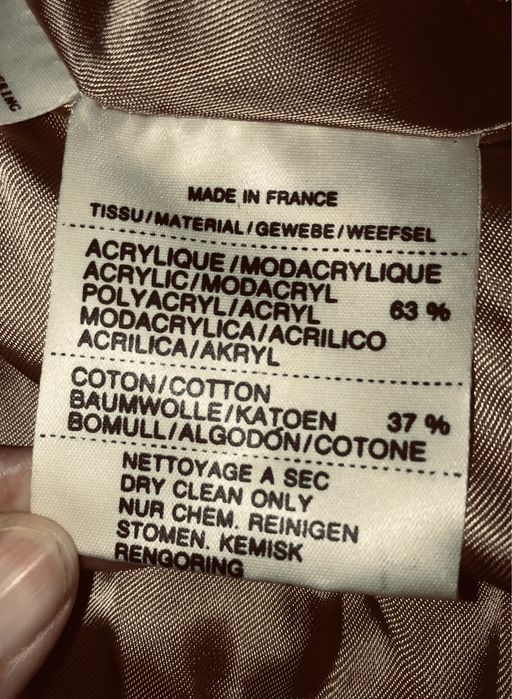 MADE IN FRANCE
TISSU/MATERIAL/GEWEBE/WEEFSEL
ACRYLIQUE/MODACRYLIQUE
ACRYLIC/MODACRYL
POLYACRYL/ACRYL 63 %
MODACRYLICA/ACRILICO
ACRILICA/AKRYL
COTON/COTTON
BAUMWOLLE/KATOEN 37 %
BOMULL/ALGODÓN/COTONE
NETTOYAGE A SEC
DRY CLEAN ONLY
NUR CHEM. REINIGEN
STOMEN. KEMISK
RENGORING